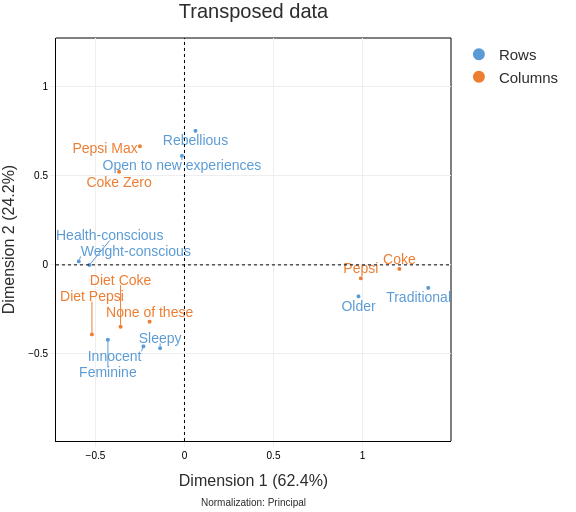 Transposed data
Rows
Columns
Dimension 2 (24.2%)
1
0.5
0
−0.5
Rebellious
Pepsi Max
Open to new experiences
Coke Zero
Health-conscious
Weight-conscious
Coke
Pepsi
Diet Coke
Diet Pepsi
Traditional
Older
None of these
Sleepy
Innocent
Feminine
−0.5
0
0.5
1
Dimension 1 (62.4%)
Normalization: Principal